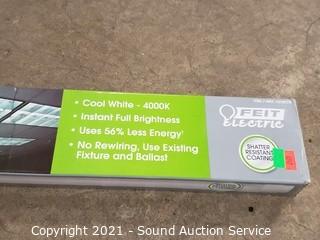 • Cool White - 4000K
• Instant Full Brightness
• Uses 56% Less Energy†
• No Rewiring, Use Existing
Fixture and Ballast
FEIT
Electric
SHATTER
RESISTANT
COATING
Copyright 2021 - Sound Auction Service